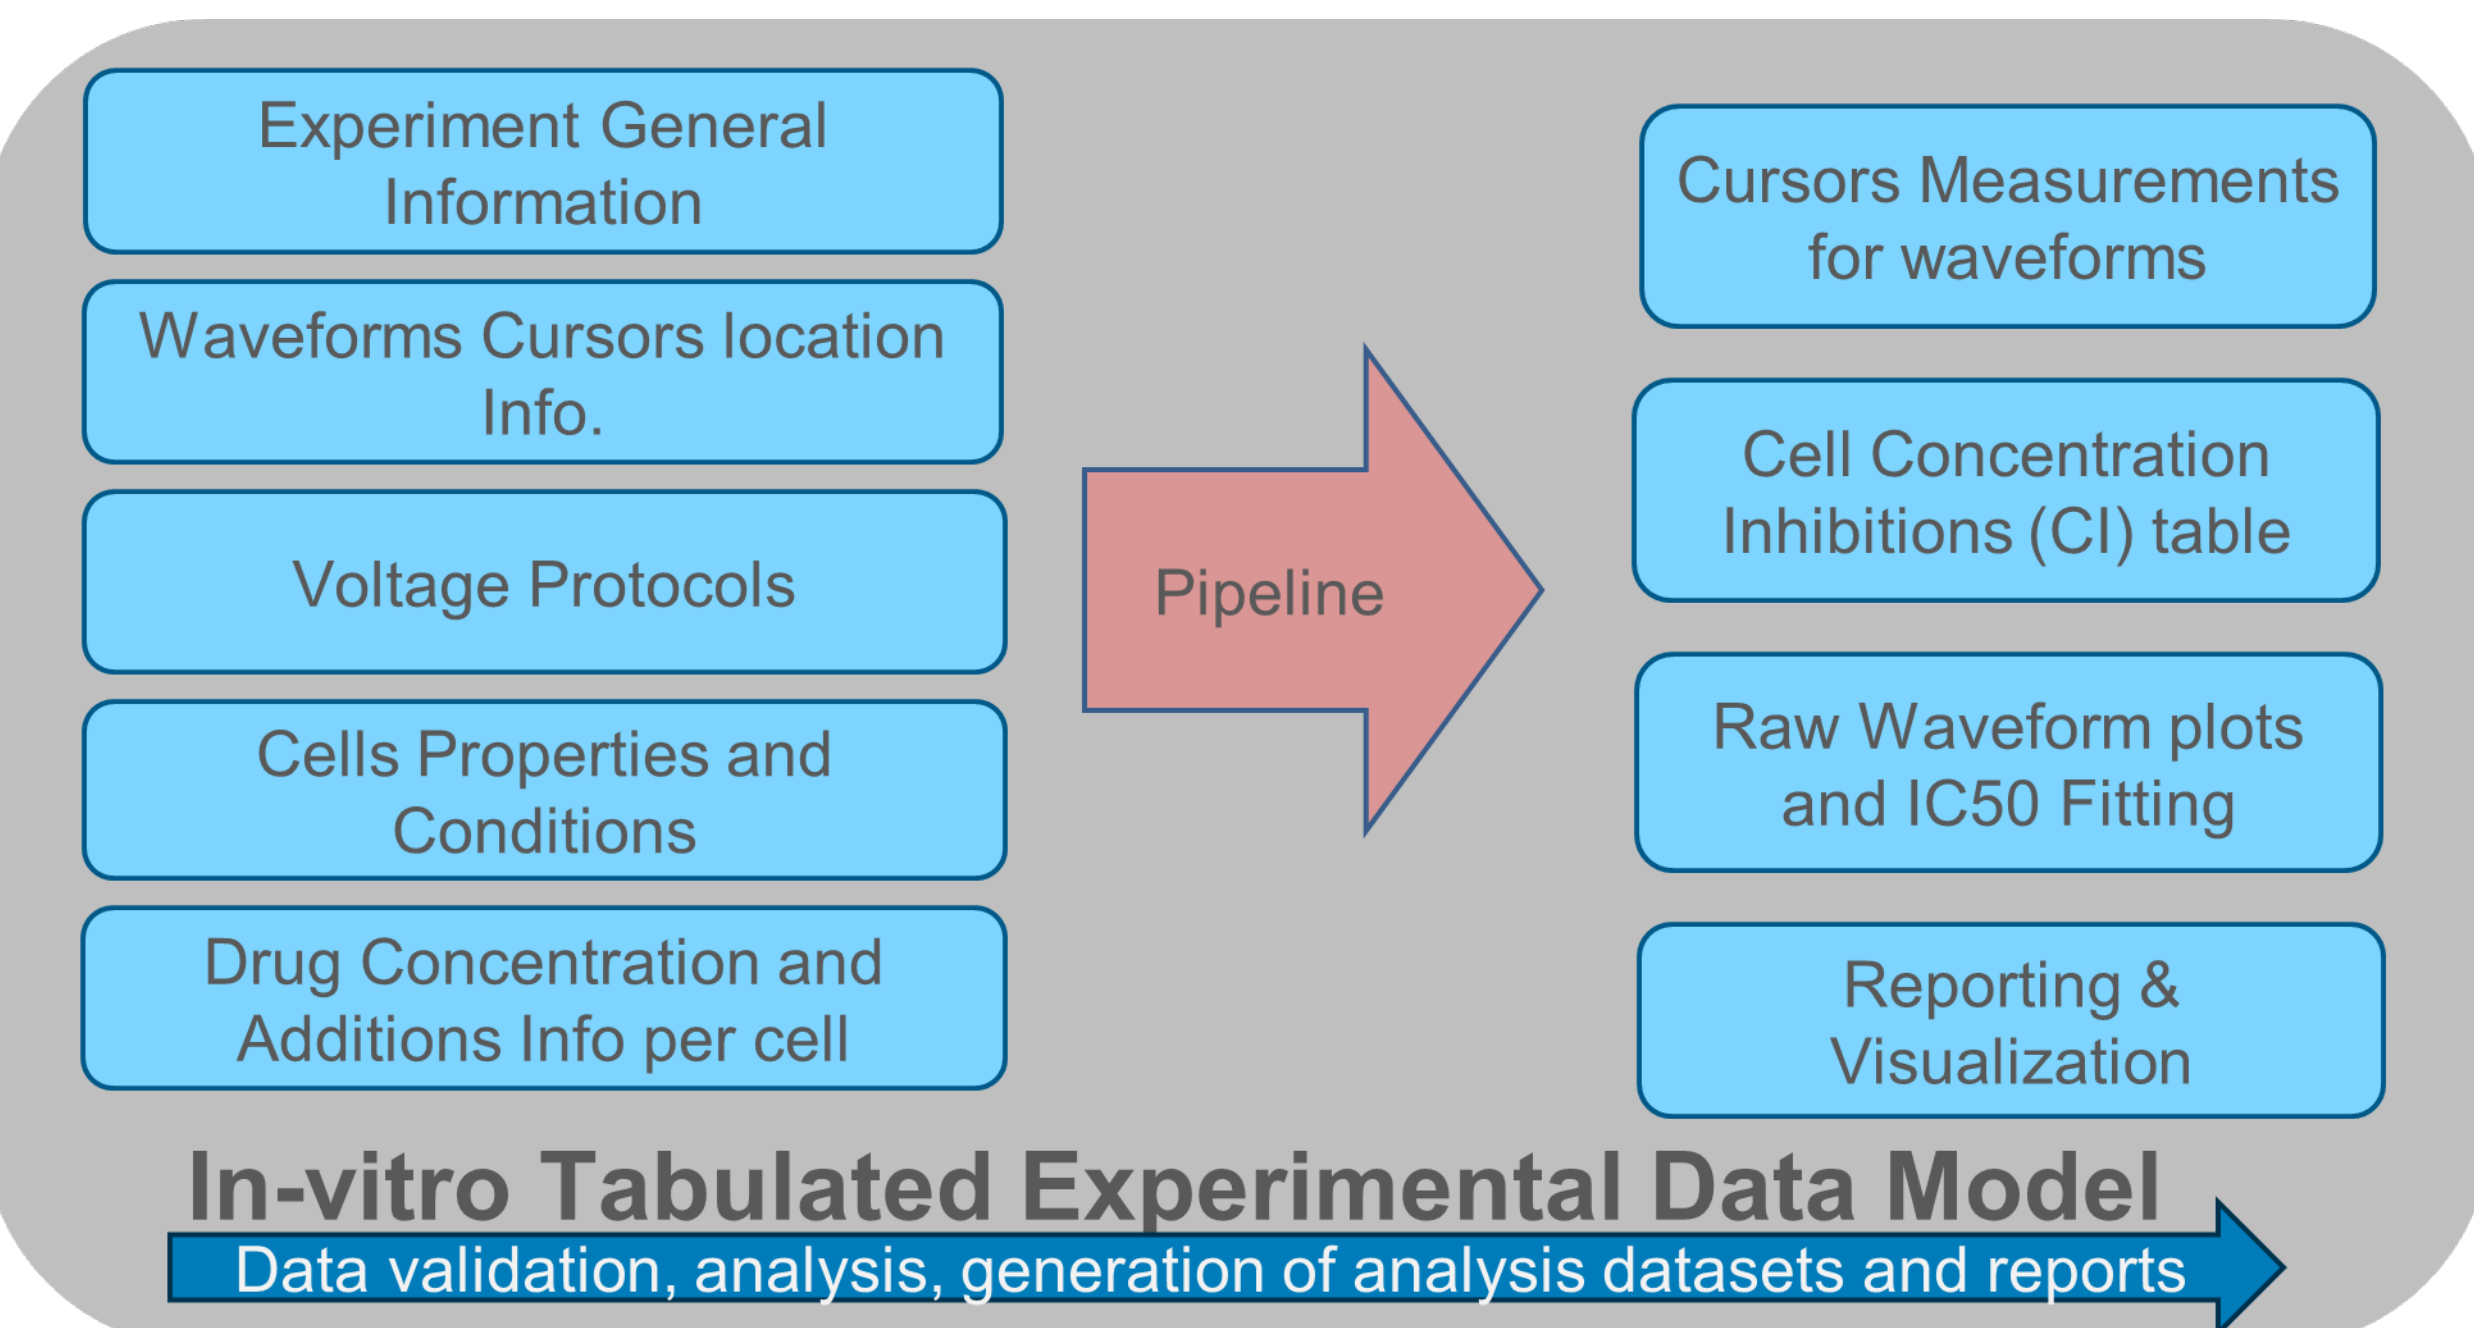 Experiment General
Information
Waveforms Cursors location
Info.
Voltage Protocols
Cells Properties and
Conditions
Drug Concentration and
Additions Info per cell
Pipeline
Cursors Measurements
for waveforms
Cell Concentration
Inhibitions (CI) table
Raw Waveform plots
and IC50 Fitting
Reporting &
Visualization
In-vitro Tabulated Experimental Data Model
Data validation, analysis, generation of analysis datasets and reports